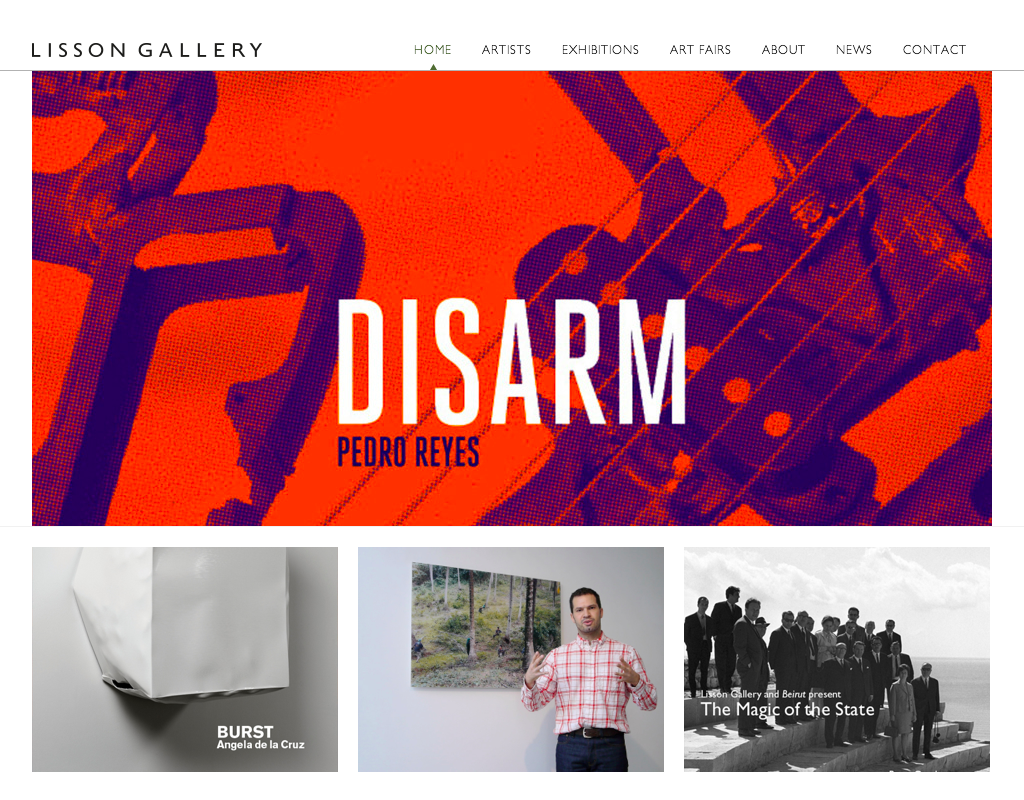 LISSON GALLERY
HOME ARTISTS EXHIBITIONS ART FAIRS ABOUT NEWS CONTACT
DISARM
PEDRO REYES
BURST
Angela de la Cruz
Lisson Gallery and Beirut present
The Magic of the State